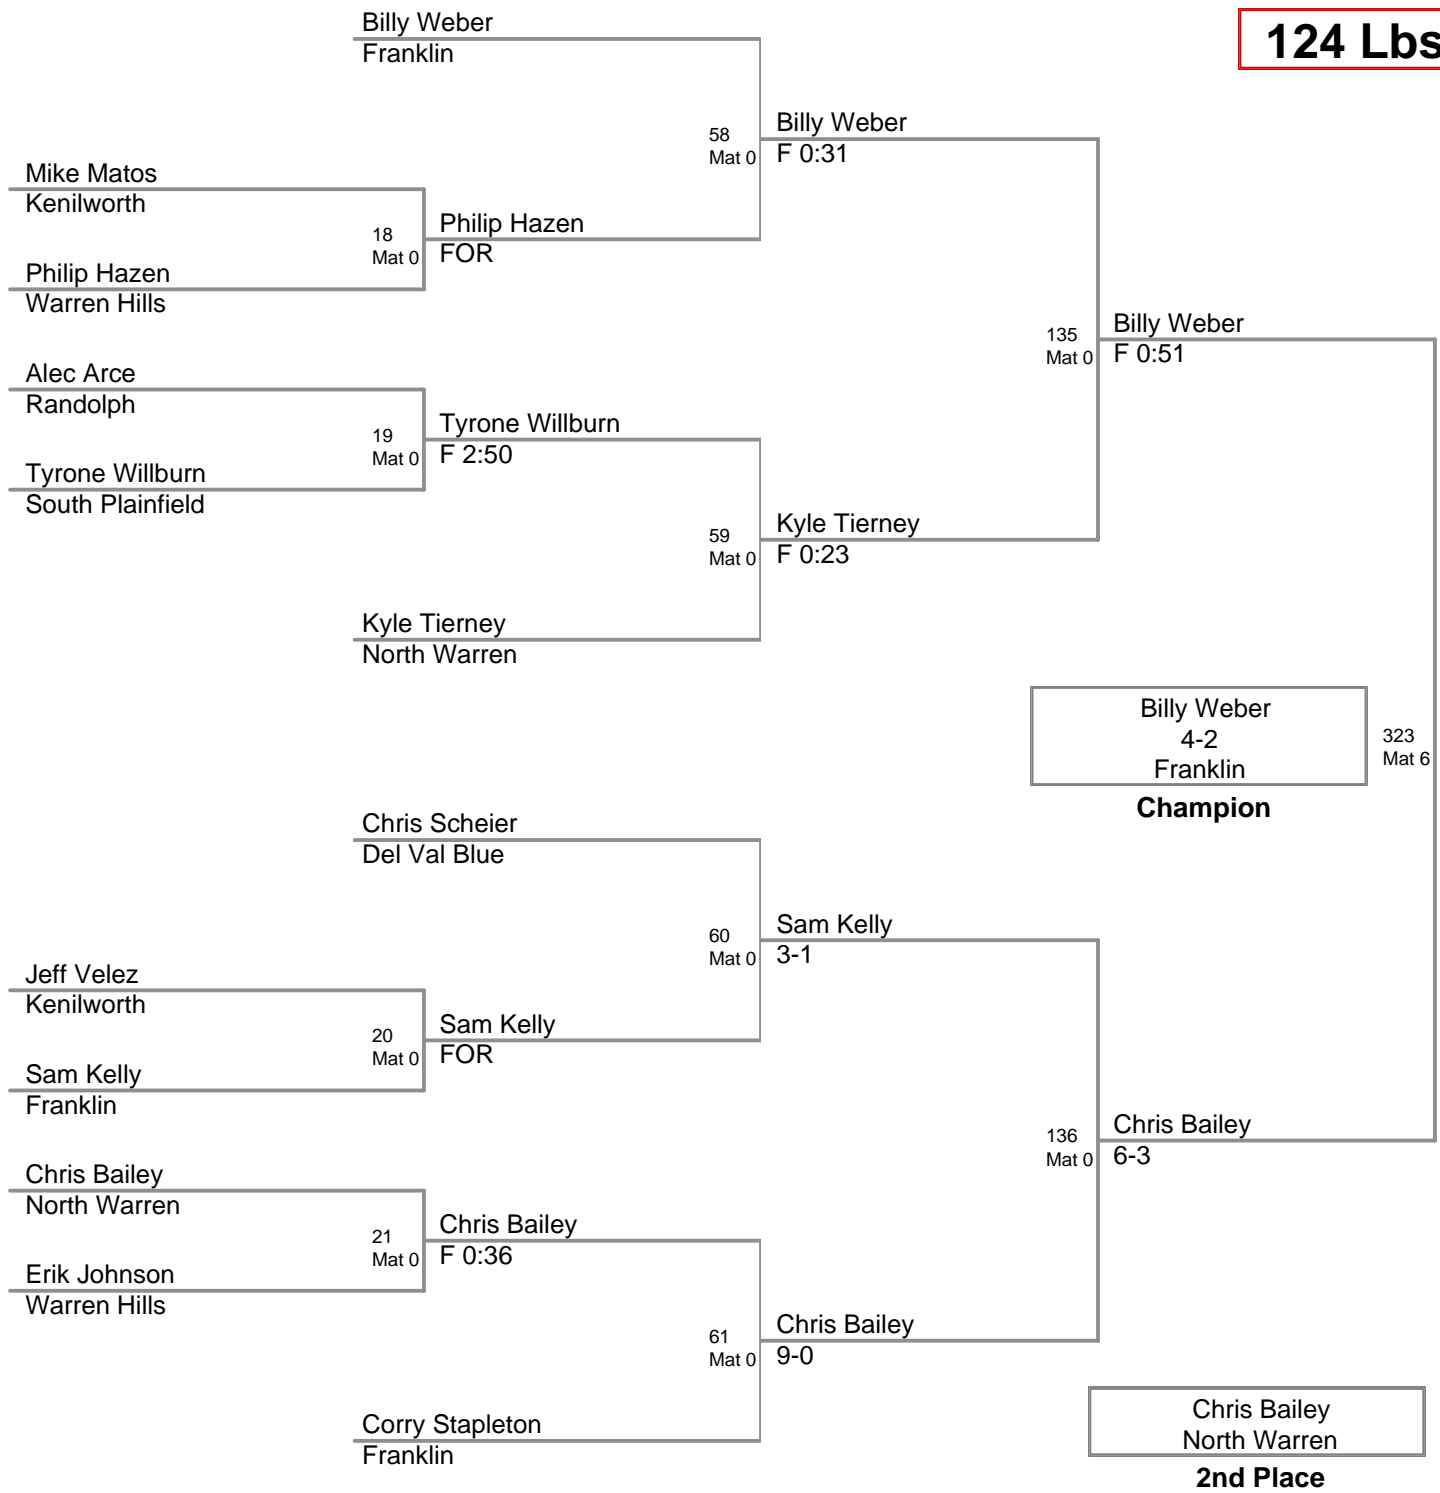 Billy Weber
Franklin
124 Lbs
58
Mat 0
Billy Weber
F 0:31
Mike Matos
Kenilworth
18
Mat 0
Philip Hazen
FOR
Philip Hazen
Warren Hills
135
Mat 0
Billy Weber
F 0:51
Alec Arce
Randolph
19
Mat 0
Tyrone Willburn
F 2:50
Tyrone Willburn
South Plainfield
59
Mat 0
Kyle Tierney
F 0:23
Kyle Tierney
North Warren
Billy Weber
4-2
Franklin
Champion
323
Mat 6
Chris Scheier
Del Val Blue
60
Mat 0
Sam Kelly
3-1
Jeff Velez
Kenilworth
20
Mat 0
Sam Kelly
FOR
Sam Kelly
Franklin
136
Mat 0
Chris Bailey
6-3
Chris Bailey
North Warren
21
Mat 0
Chris Bailey
F 0:36
Erik Johnson
Warren Hills
61
Mat 0
Chris Bailey
9-0
Corry Stapleton
Franklin
Chris Bailey
North Warren
2nd Place